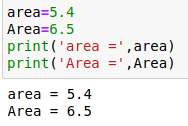 area=5.4
Area=6.5
print('area =',area)
print('Area =',Area)
area = 5.4
Area = 6.5